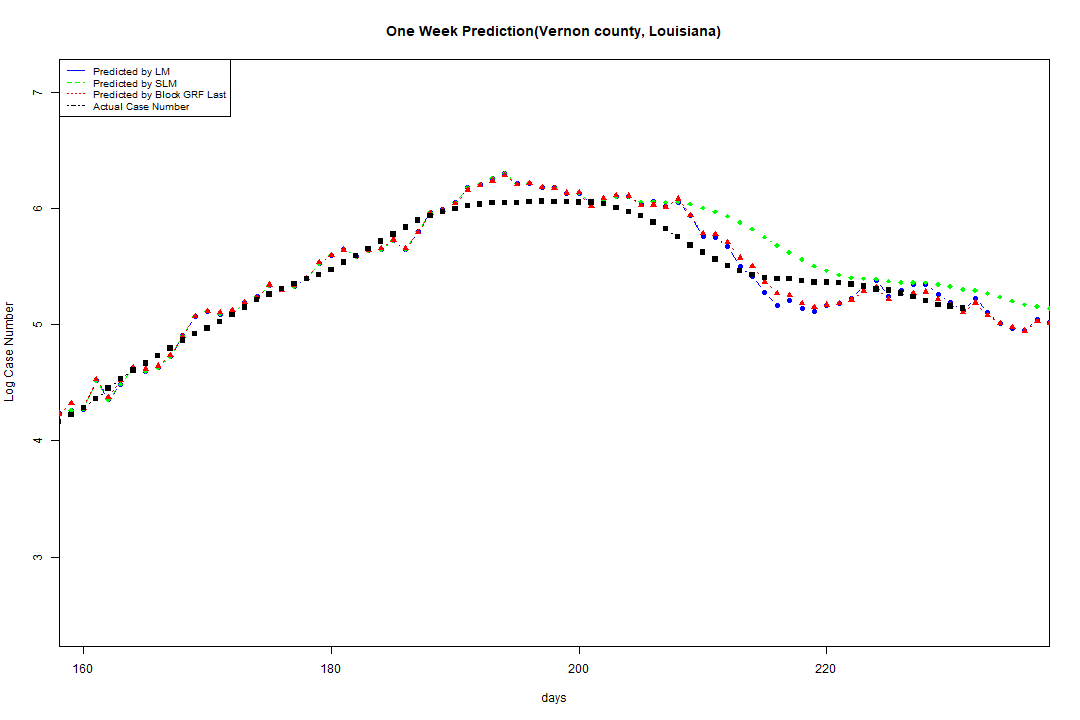 One Week Prediction(Vernon county, Louisiana)
Predicted by LM
Predicted by SLM
Predicted by Block GRF Last
Actual Case Number
7
6
5
4
3
Log Case Number
160 180 200 220
days